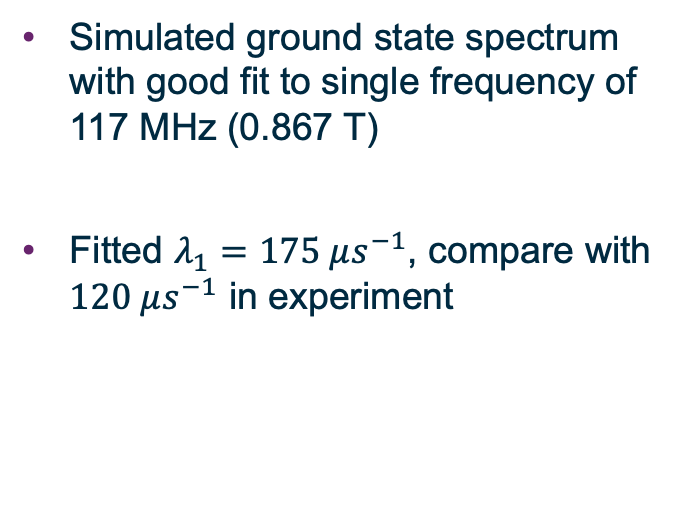 • Simulated ground state spectrum
with good fit to single frequency of
117 MHz (0.867 T)
• Fitted λ₁ = 175 μs⁻¹, compare with
120 μs⁻¹ in experiment